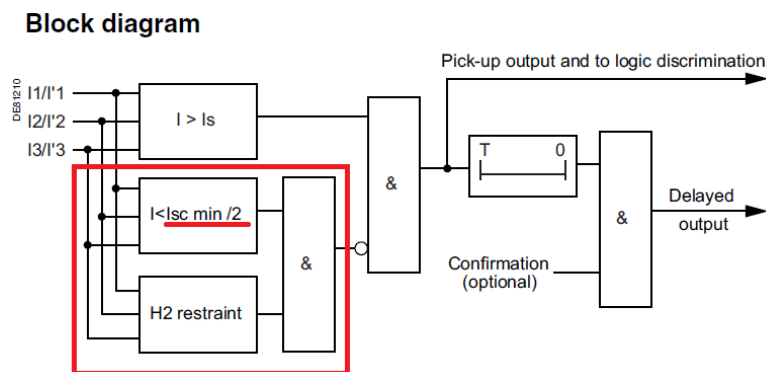 Block diagram
DE81210
I1/I'1
I2/I'2
I3/I'3
I > Is
I<Isc min /2
H2 restraint
&
&
Pick-up output and to logic discrimination
T 0
Confirmation
(optional)
&
Delayed
output